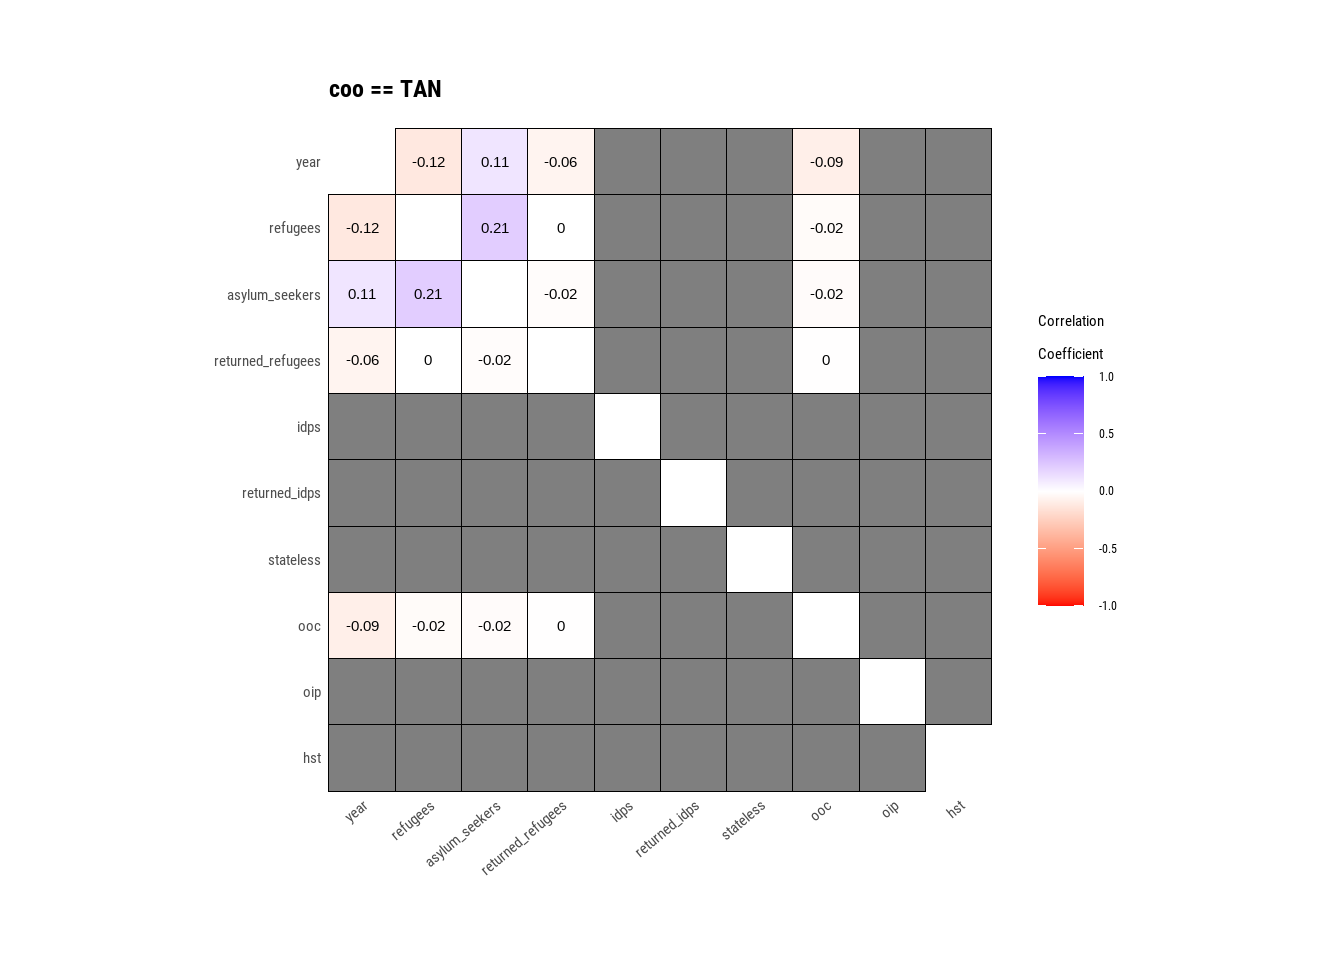 coo == TAN
year -0.12 0.11 -0.06 -0.09
refugees -0.12 0.21 0 -0.02
asylum_seekers 0.11 0.21 -0.02 -0.02
returned_refugees -0.06 0 -0.02 0
idps
returned_idps
stateless
ooc -0.09 -0.02 -0.02 0
oip
hst
year refugees asylum_seekers returned_refugees idps returned_idps stateless ooc oip hst
Correlation
Coefficient
1.0
0.5
0.0
-0.5
-1.0